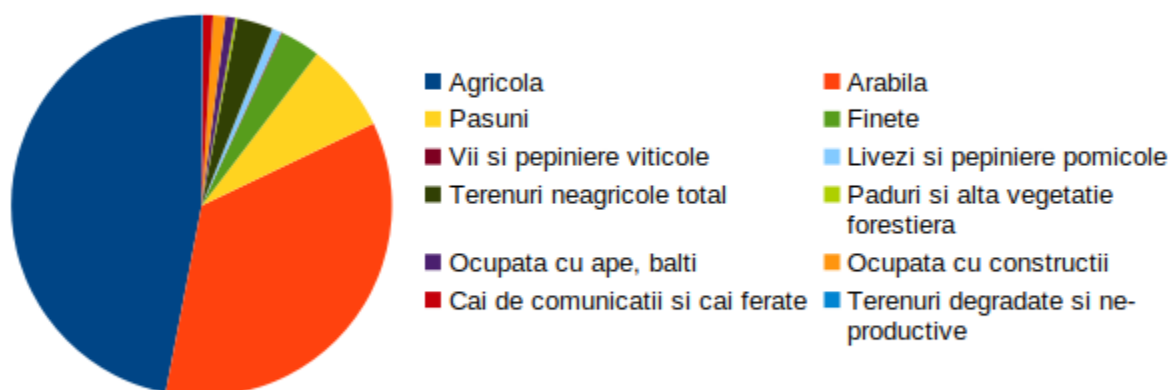 Agricola
Arabila
Pasuni
Finete
Vii si pepiniere viticole
Livezi si pepiniere pomicole
Terenuri neagricole total
Paduri si alta vegetatie
forestiera
Ocupata cu ape, balti
Ocupata cu constructii
Cai de comunicatii si cai ferate
Terenuri degradate si ne-
productive